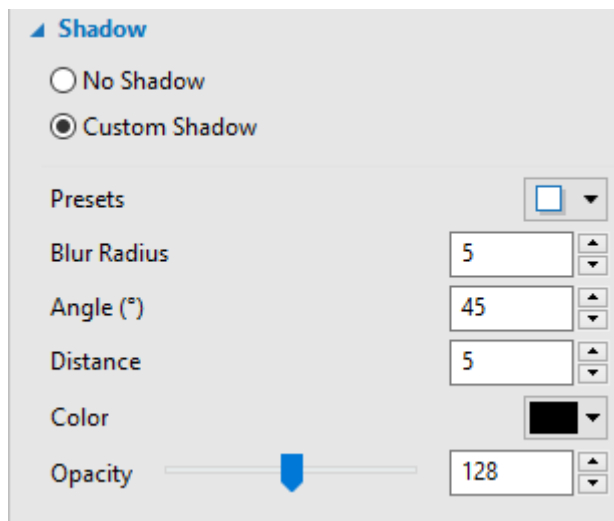 Shadow
No Shadow
Custom Shadow
Presets
Blur Radius 5
Angle (°) 45
Distance 5
Color
Opacity 128